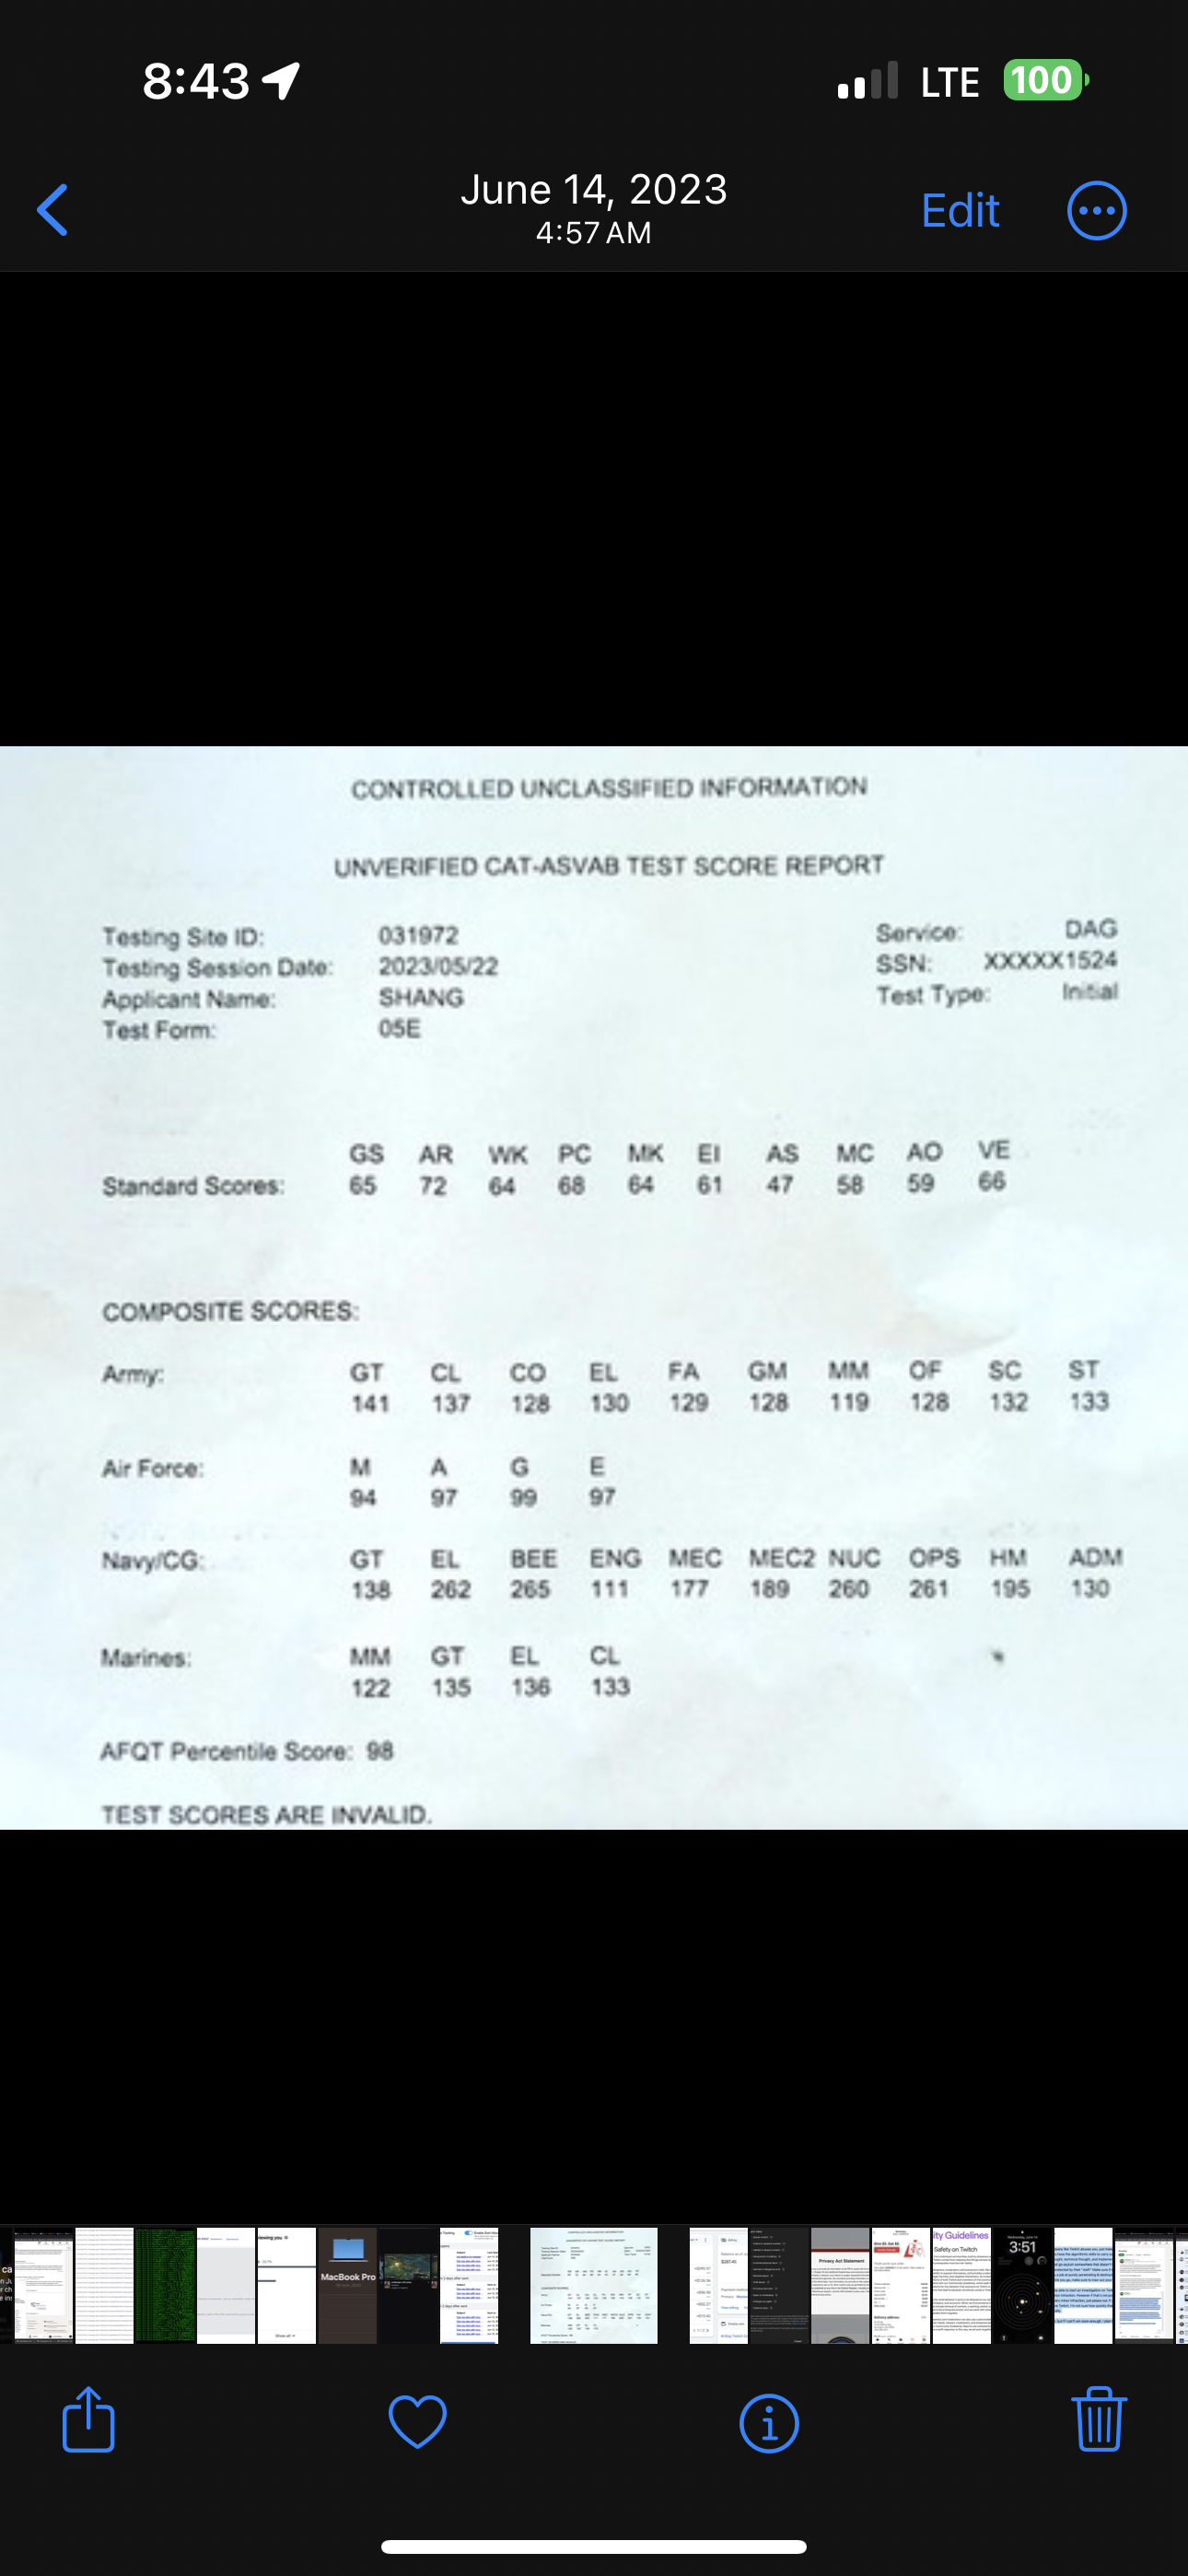 8:43 LTE 100
June 14, 2023
4:57 AM
Edit
CONTROLLED UNCLASSIFIED INFORMATION
UNVERIFIED CAT-ASVAB TEST SCORE REPORT
Testing Site ID: 031972 Service: DAG
Testing Session Date: 2023/05/22 SSN: XXXXX1524
Applicant Name: SHANG Test Type: Initial
Test Form: 05E
GS AR WK PC MK EI AS MC AO VE
Standard Scores: 65 72 64 68 64 61 47 58 59 66
COMPOSITE SCORES:
Army: GT CL CO EL FA GM MM OF SC ST
141 137 128 130 129 128 119 128 132 133
Air Force: M A G E
94 97 99 97
Navy/CG: GT EL BEE ENG MEC MEC2 NUC OPS HM ADM
138 262 265 111 177 189 260 261 195 130
Marines: MM GT EL CL
122 135 136 133
AFQT Percentile Score: 98
TEST SCORES ARE INVALID.
MacBook Pro
Privacy Act Statement
ity Guidelines
Safety on Twitch
3:51